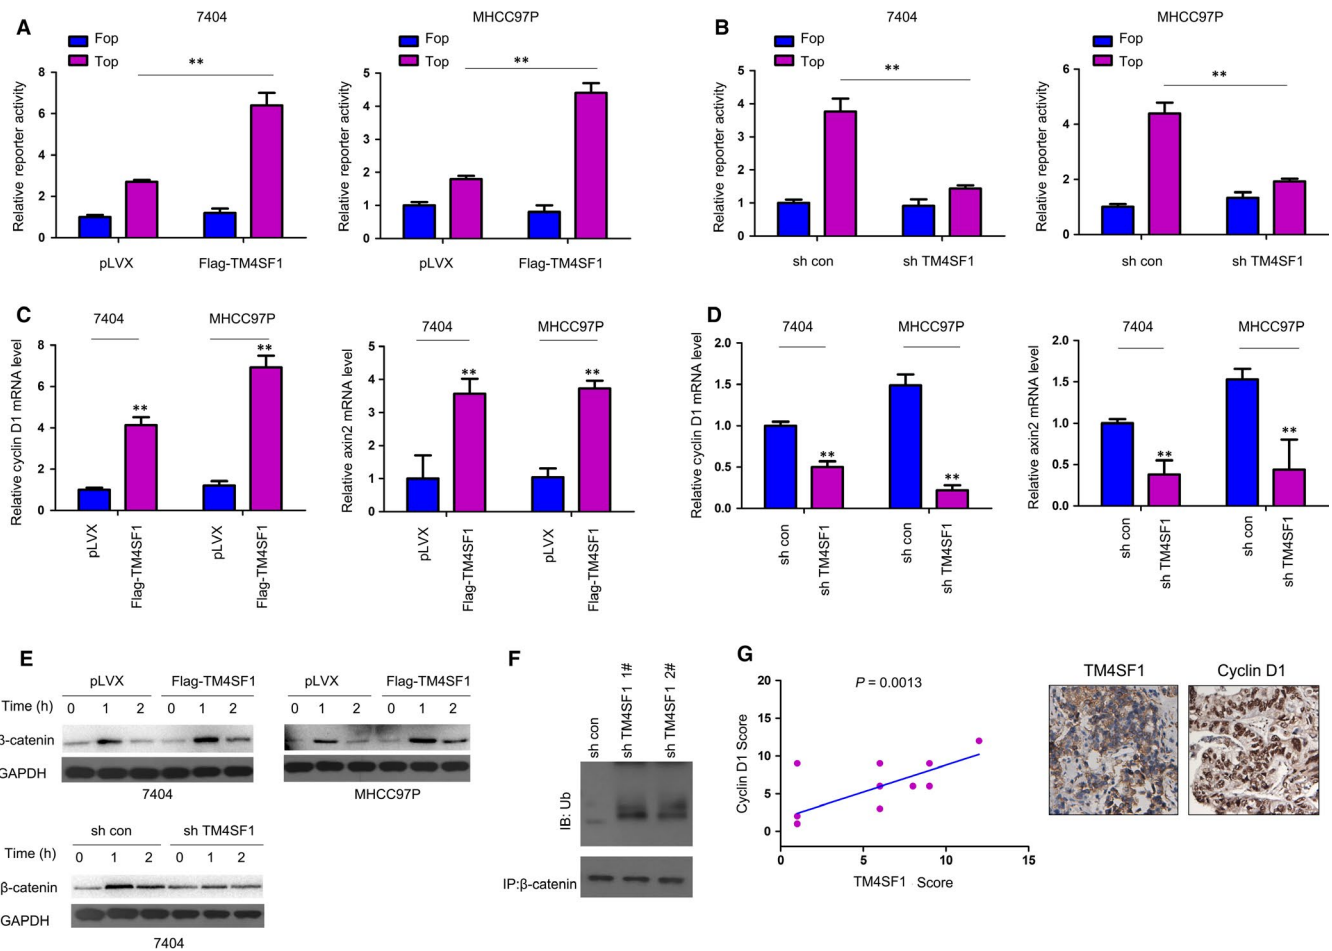 A
7404
Fop
Top
**
Relative reporter activity
8
6
4
2
0
pLVX
Flag-TM4SF1
MHCC97P
Fop
Top
**
Relative reporter activity
5
4
3
2
1
0
pLVX
Flag-TM4SF1
B
7404
Fop
Top
**
Relative reporter activity
5
4
3
2
1
0
sh con
sh TM4SF1
MHCC97P
Fop
Top
**
Relative reporter activity
6
4
2
0
sh con
sh TM4SF1
C
7404
MHCC97P
**
**
Relative cyclin D1 mRNA level
8
6
4
2
0
pLVX
Flag-TM4SF1
pLVX
Flag-TM4SF1
7404
MHCC97P
**
**
Relative axin2 mRNA level
5
4
3
2
1
0
pLVX
Flag-TM4SF1
pLVX
Flag-TM4SF1
D
7404
MHCC97P
**
**
Relative cyclin D1 mRNA level
2.0
1.5
1.0
0.5
0.0
sh con
sh TM4SF1
sh con
sh TM4SF1
7404
MHCC97P
**
**
Relative axin2 mRNA level
2.0
1.5
1.0
0.5
0.0
sh con
sh TM4SF1
sh con
sh TM4SF1
E
pLVX Flag-TM4SF1
Time (h) 0 1 2 0 1 2
β-catenin
GAPDH
7404
pLVX Flag-TM4SF1
0 1 2 0 1 2
MHCC97P
sh con sh TM4SF1
Time (h) 0 1 2 0 1 2
β-catenin
GAPDH
7404
F
sh con
sh TM4SF1 1#
sh TM4SF1 2#
IB: Ub
IP:β-catenin
G
P = 0.0013
Cyclin D1 Score
20
15
10
5
0
0 5 10 15
TM4SF1 Score
TM4SF1
Cyclin D1